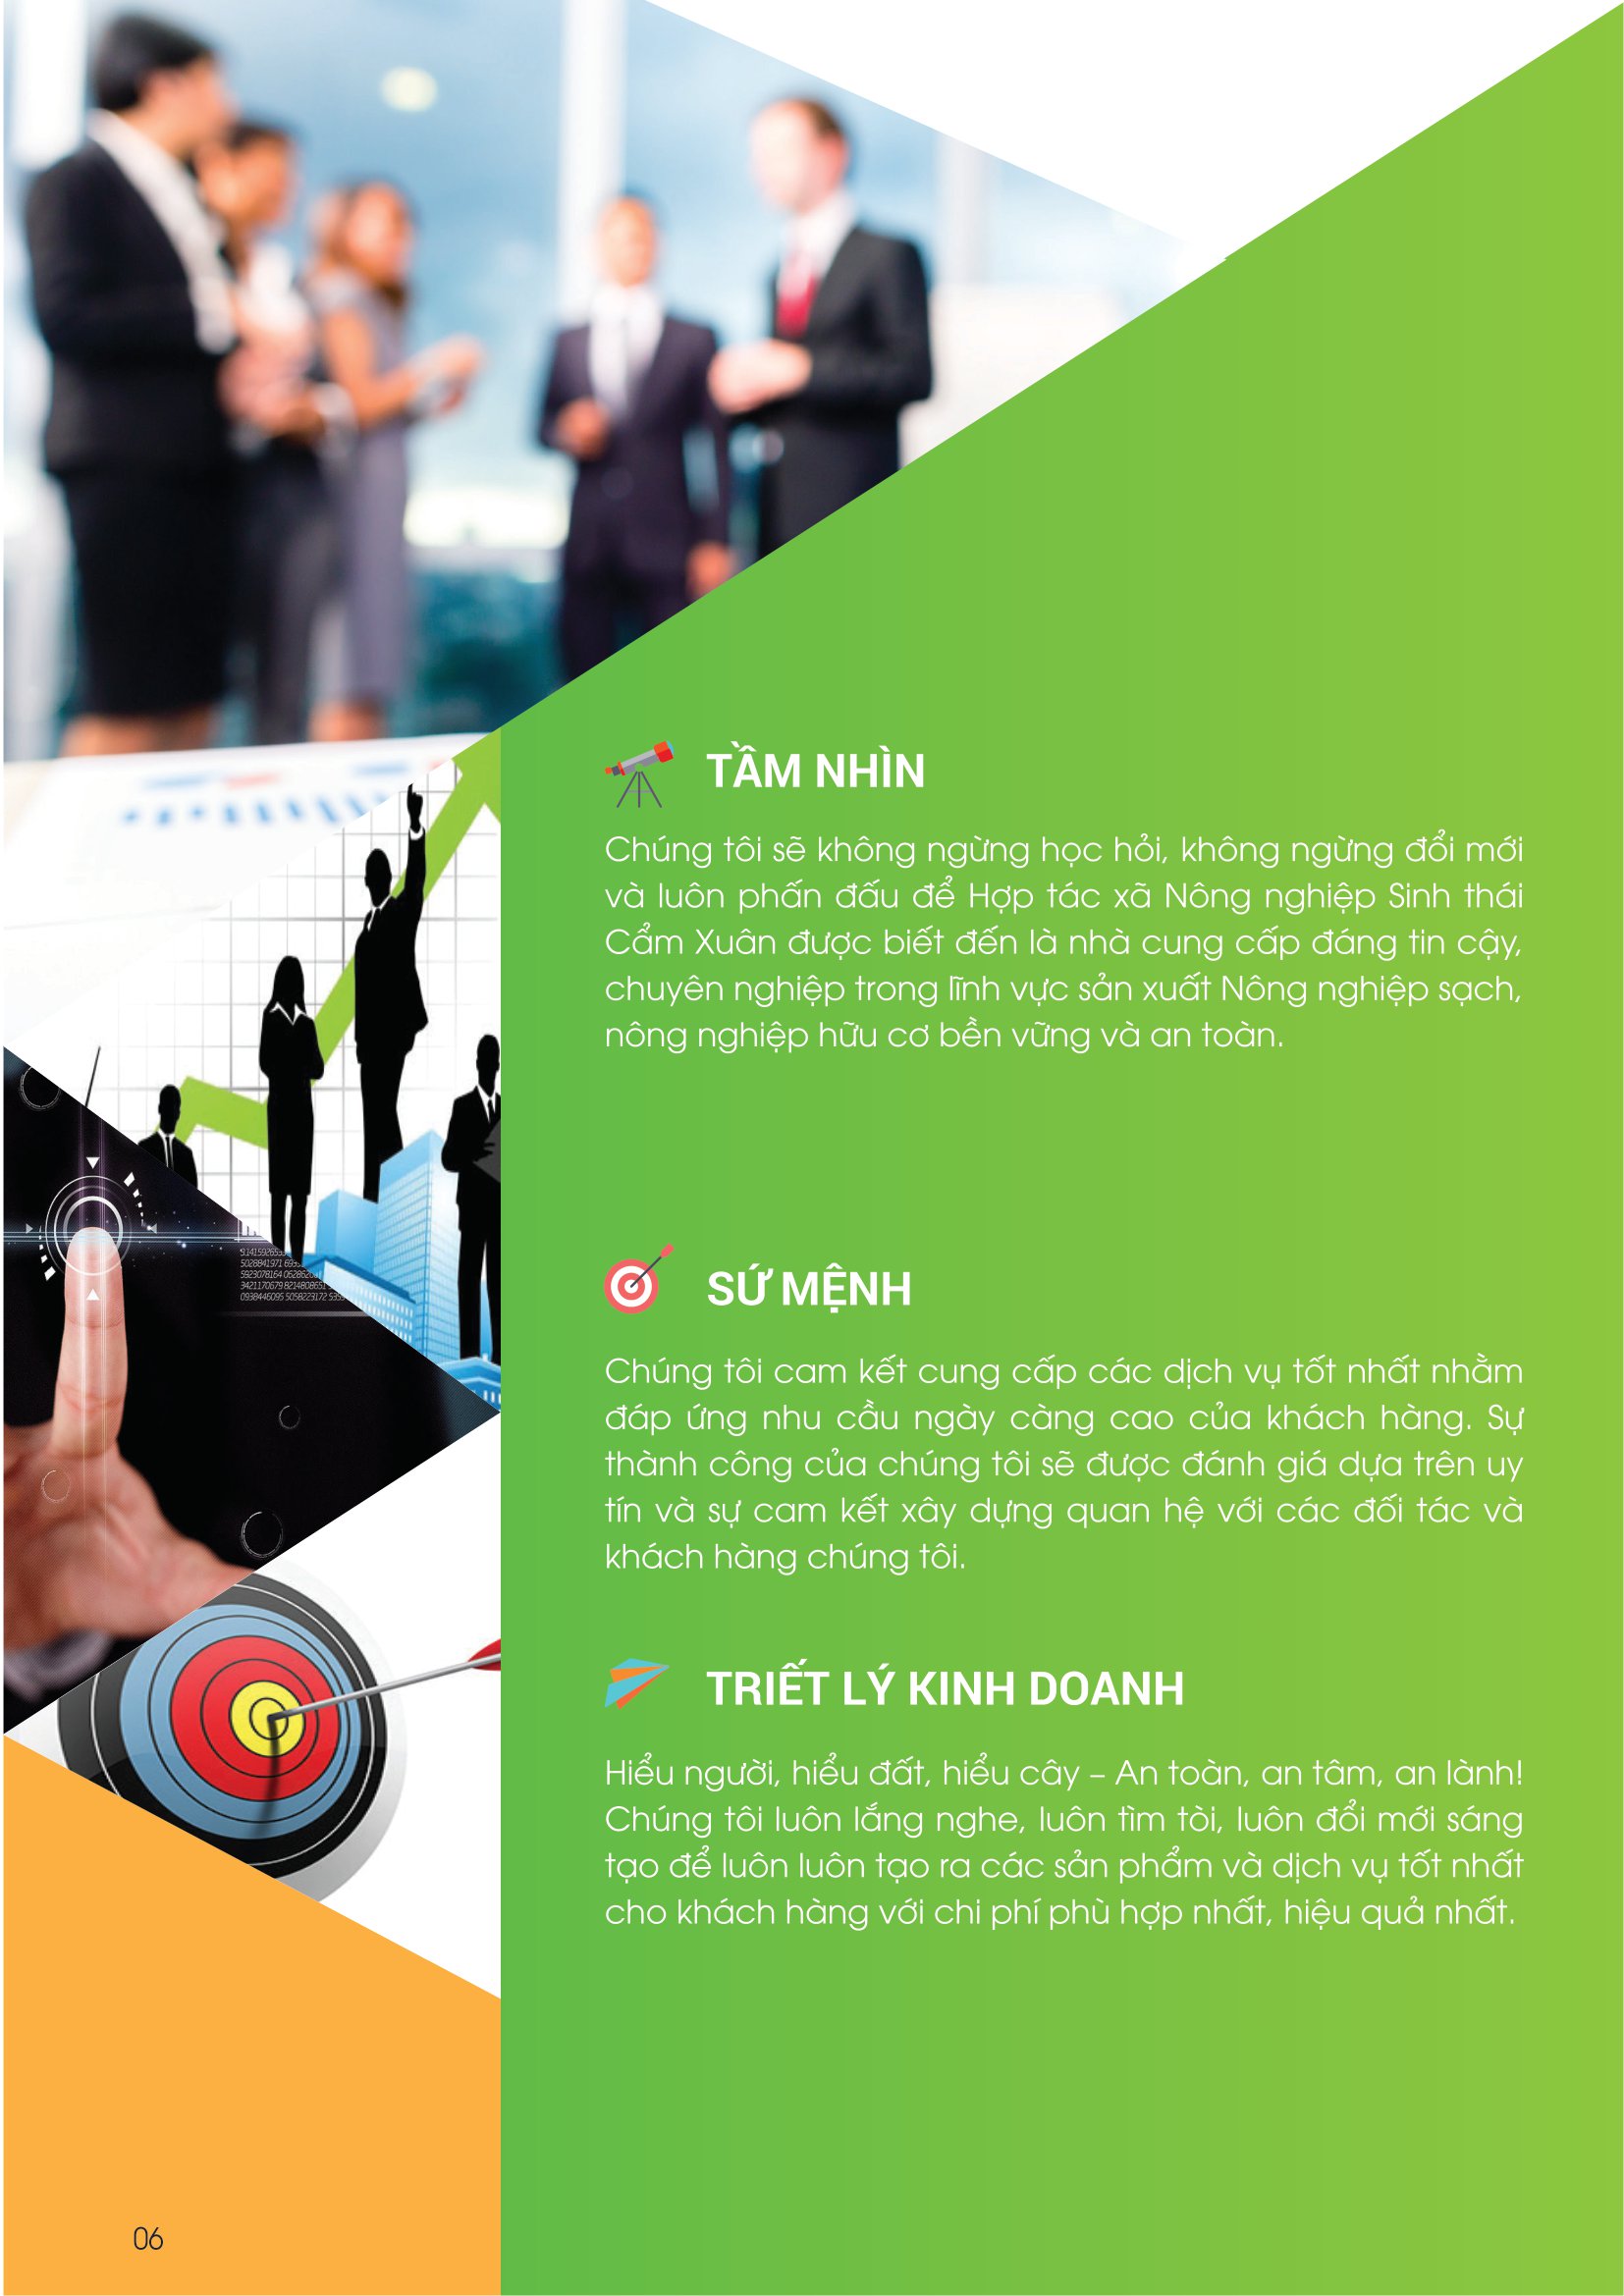 TẦM NHÌN
Chúng tôi sẽ không ngừng học hỏi, không ngừng đổi mới
và luôn phấn đấu để Hợp tác xã Nông nghiệp Sinh thái
Cẩm Xuân được biết đến là nhà cung cấp đáng tin cậy,
chuyên nghiệp trong lĩnh vực sản xuất Nông nghiệp sạch,
nông nghiệp hữu cơ bền vững và an toàn.
SỨ MỆNH
Chúng tôi cam kết cung cấp các dịch vụ tốt nhất nhằm
đáp ứng nhu cầu ngày càng cao của khách hàng. Sự
thành công của chúng tôi sẽ được đánh giá dựa trên uy
tín và sự cam kết xây dựng quan hệ với các đối tác và
khách hàng chúng tôi.
TRIẾT LÝ KINH DOANH
Hiểu người, hiểu đất, hiểu cây – An toàn, an tâm, an lành!
Chúng tôi luôn lắng nghe, luôn tìm tòi, luôn đổi mới sáng
tạo để luôn luôn tạo ra các sản phẩm và dịch vụ tốt nhất
cho khách hàng với chi phí phù hợp nhất, hiệu quả nhất.
5028841971
5923078164
3421170679
0938446095 5058223172
06